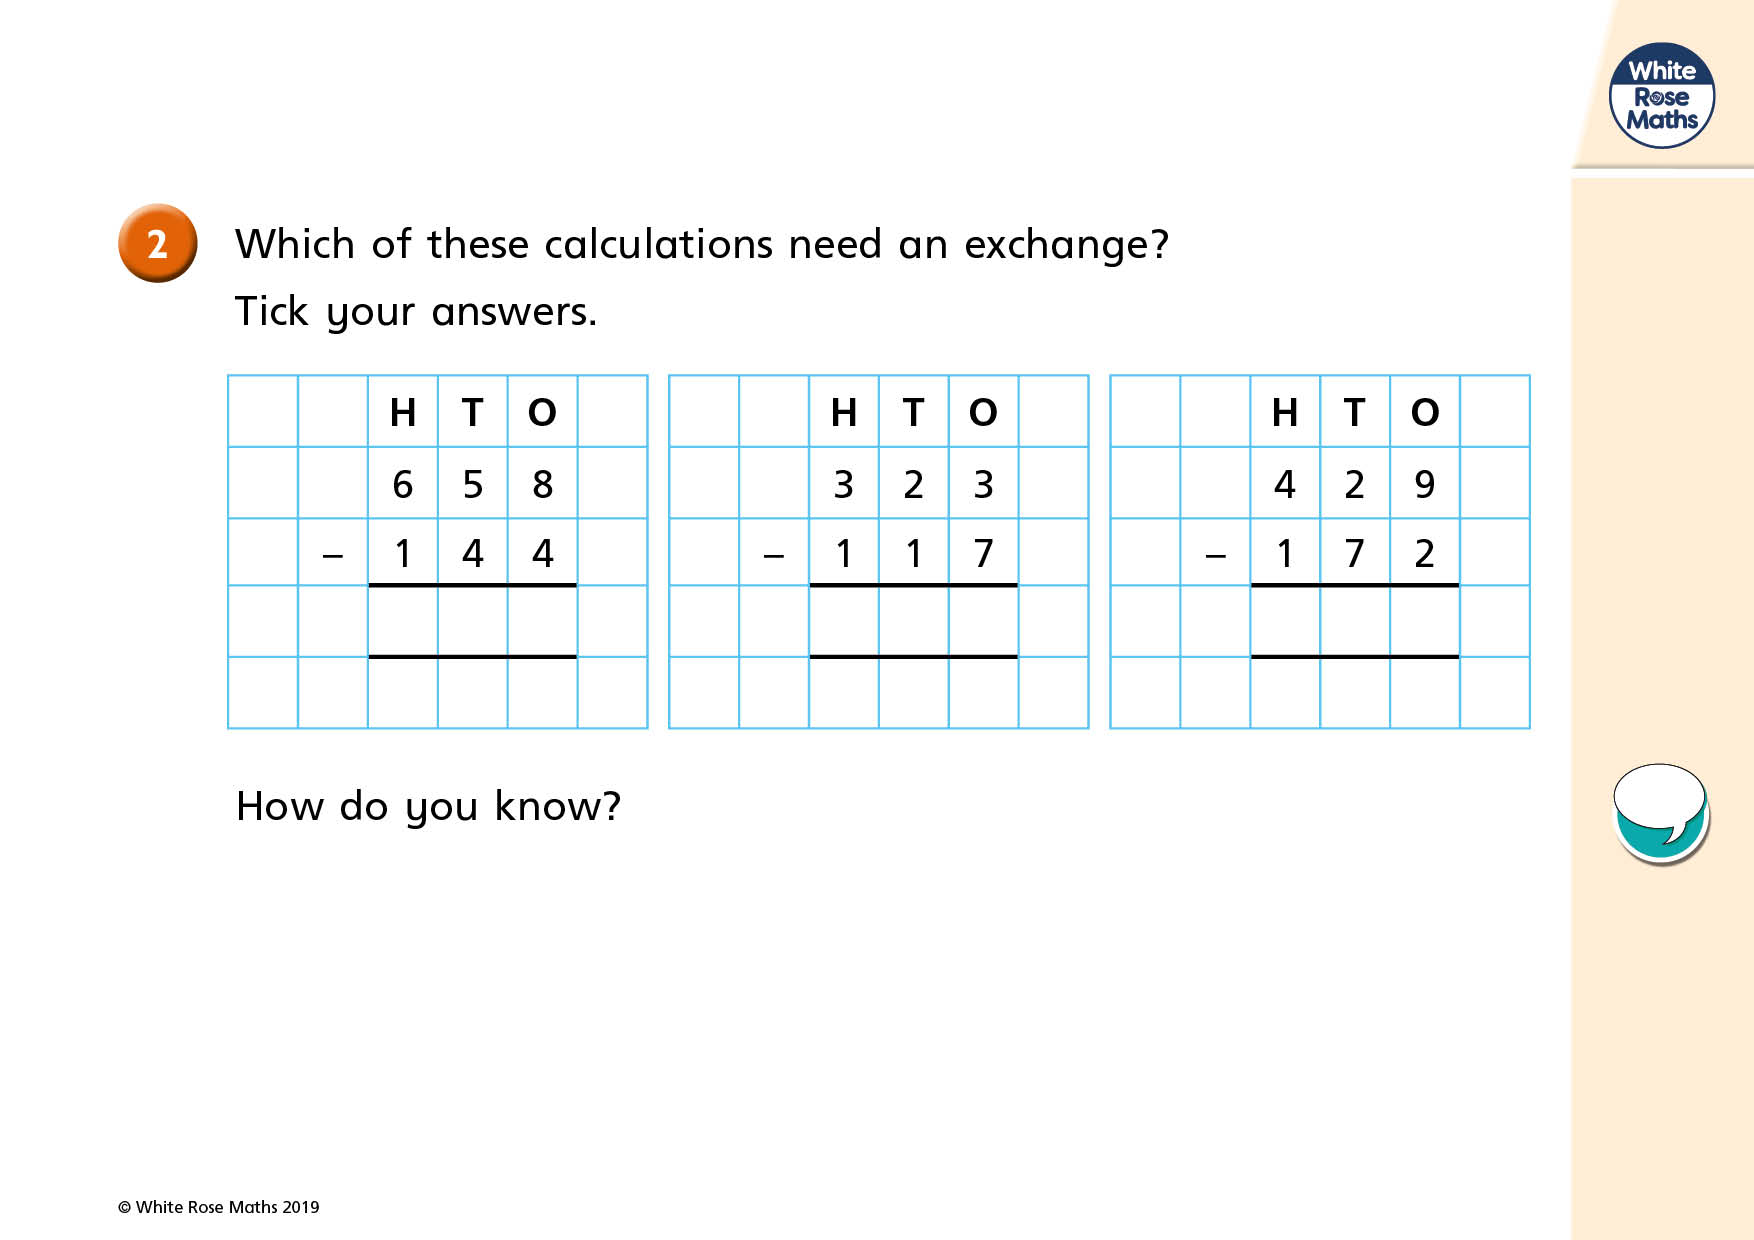 White
Rose
Maths
2 Which of these calculations need an exchange?
Tick your answers.
H T O H T O H T O
6 5 8 3 2 3 4 2 9
– 1 4 4 – 1 1 7 – 1 7 2
How do you know?
© White Rose Maths 2019